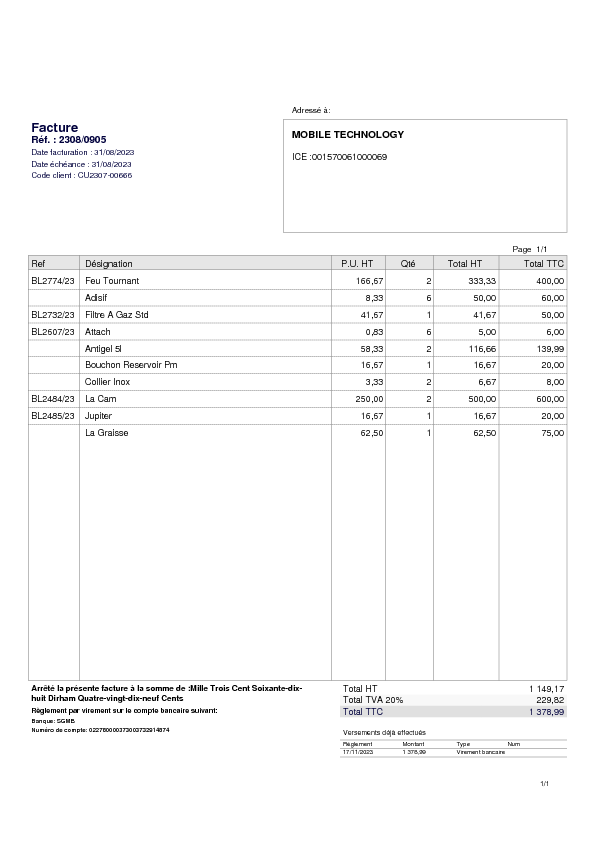 Adressé à:
Facture
Réf. : 2308/0905
Date facturation : 31/08/2023
Date échéance : 31/08/2023
Code client : CU2307-00666
MOBILE TECHNOLOGY
ICE :001570061000069
Page 1/1
Ref Désignation P.U. HT Qté Total HT Total TTC
BL2774/23 Feu Tournant 166,67 2 333,33 400,00
Adisif 8,33 6 50,00 60,00
BL2732/23 Filtre A Gaz Std 41,67 1 41,67 50,00
BL2607/23 Attach 0,83 6 5,00 6,00
Antigel 5l 58,33 2 116,66 139,99
Bouchon Reservoir Pm 16,67 1 16,67 20,00
Collier Inox 3,33 2 6,67 8,00
BL2484/23 La Cam 250,00 2 500,00 600,00
BL2485/23 Jupiter 16,67 1 16,67 20,00
La Graisse 62,50 1 62,50 75,00
Arrêté la présente facture à la somme de :Mille Trois Cent Soixante-dix-
huit Dirham Quatre-vingt-dix-neuf Cents
Règlement par virement sur le compte bancaire suivant:
Banque: SGMB
Numéro de compte:
Total HT 1 149,17
Total TVA 20% 229,82
Total TTC 1 378,99
Versements déjà effectués
Règlement Montant Type Num
17/11/2023 1 378,99 Virement bancaire
1/1